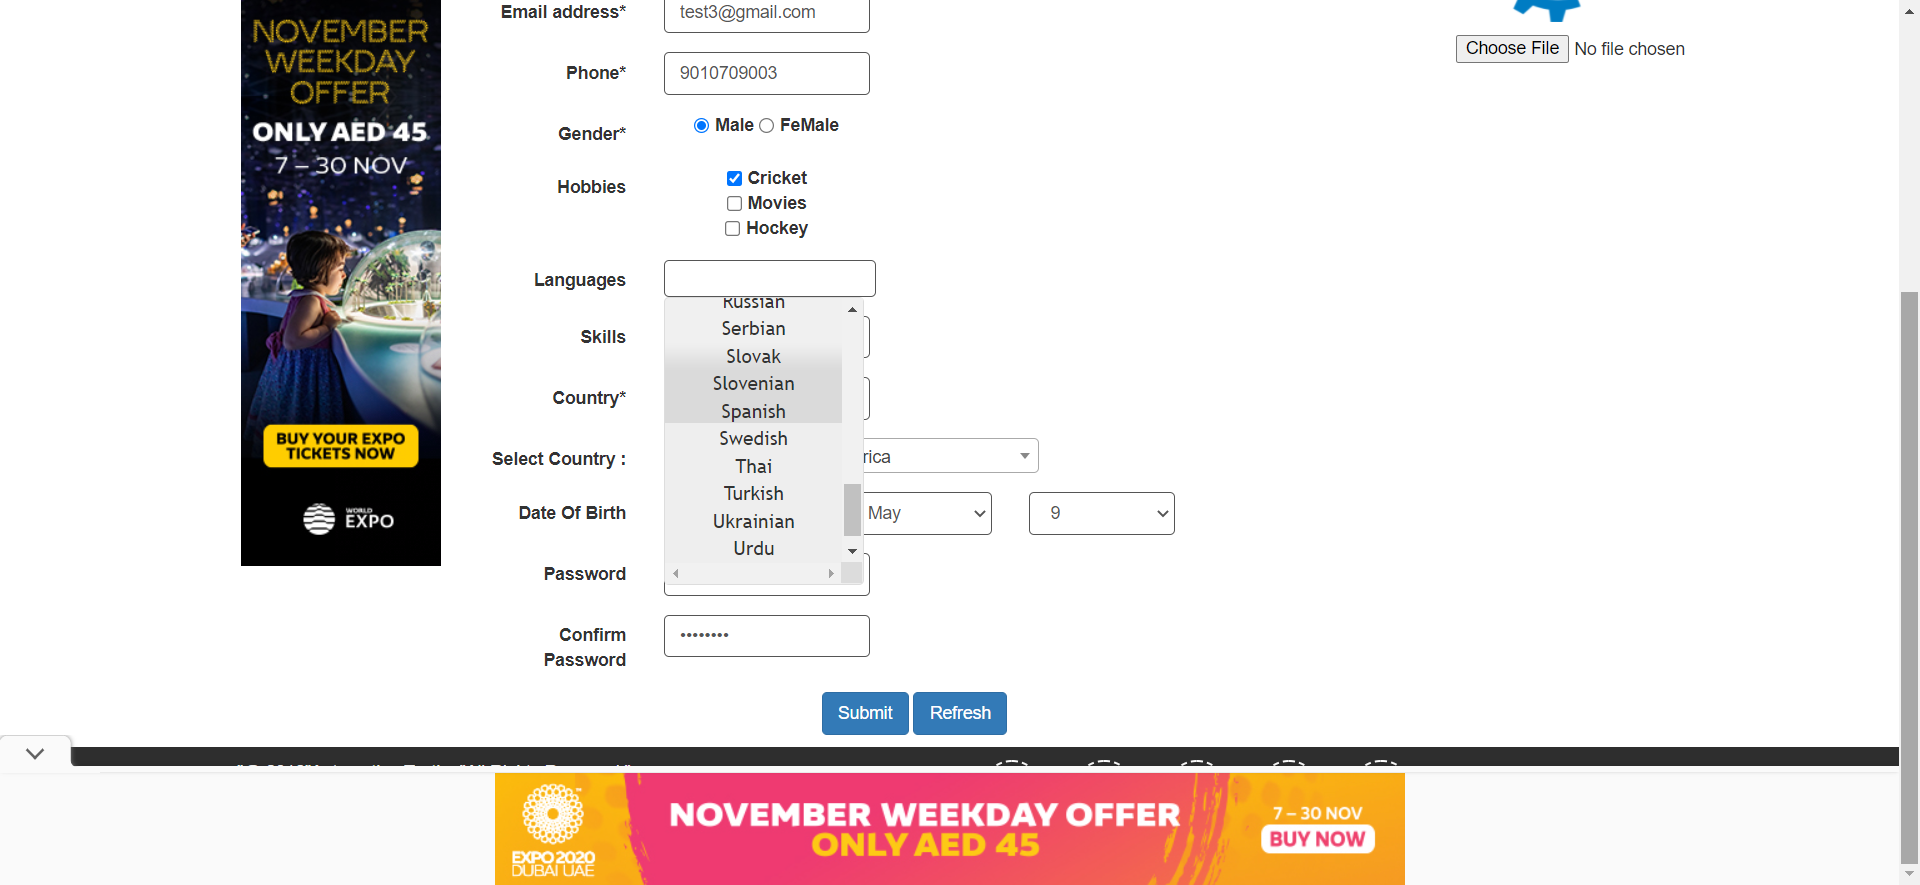 NOVEMBER
WEEKDAY
OFFER
ONLY AED 45
7 – 30 NOV
BUY YOUR EXPO
TICKETS NOW
WORLD
EXPO
Email address* test3@gmail.com
Choose File No file chosen
Phone* 9010709003
Gender* Male FeMale
Hobbies Cricket
Movies
Hockey
Languages
Russian
Serbian
Skills
Slovak
Slovenian
Country*
Spanish
Swedish
Select Country : rica
Thai
Turkish
Date Of Birth May 9
Ukrainian
Urdu
Password
Confirm
Password ••••••••
Submit Refresh
EXPO 2020
DUBAI UAE
NOVEMBER WEEKDAY OFFER
ONLY AED 45
7 – 30 NOV
BUY NOW